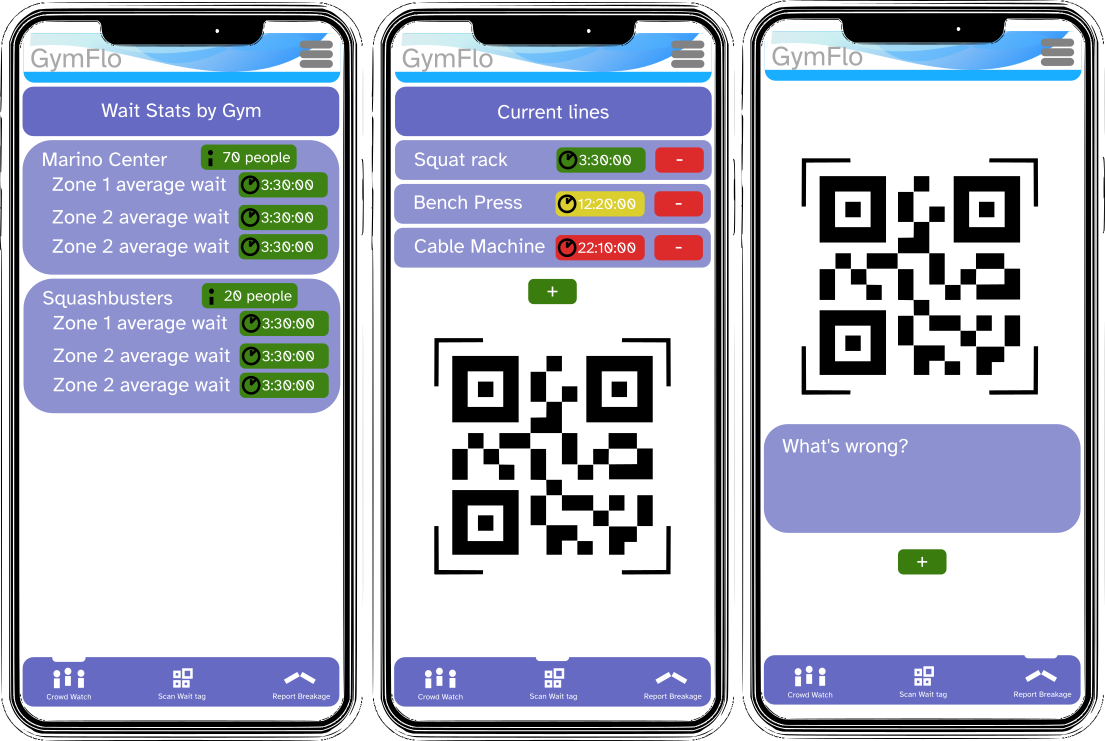 GymFlo
Wait Stats by Gym
Marino Center 70 people
Zone 1 average wait 3:30:00
Zone 2 average wait 3:30:00
Zone 2 average wait 3:30:00
Squashbusters 20 people
Zone 1 average wait 3:30:00
Zone 2 average wait 3:30:00
Zone 2 average wait 3:30:00
Crowd Watch Scan Wait tag Report Breakage
GymFlo
Current lines
Squat rack 3:30:00 -
Bench Press 12:20:00 -
Cable Machine 22:10:00 -
+
Crowd Watch Scan Wait tag Report Breakage
GymFlo
What's wrong?
+
Crowd Watch Scan Wait tag Report Breakage